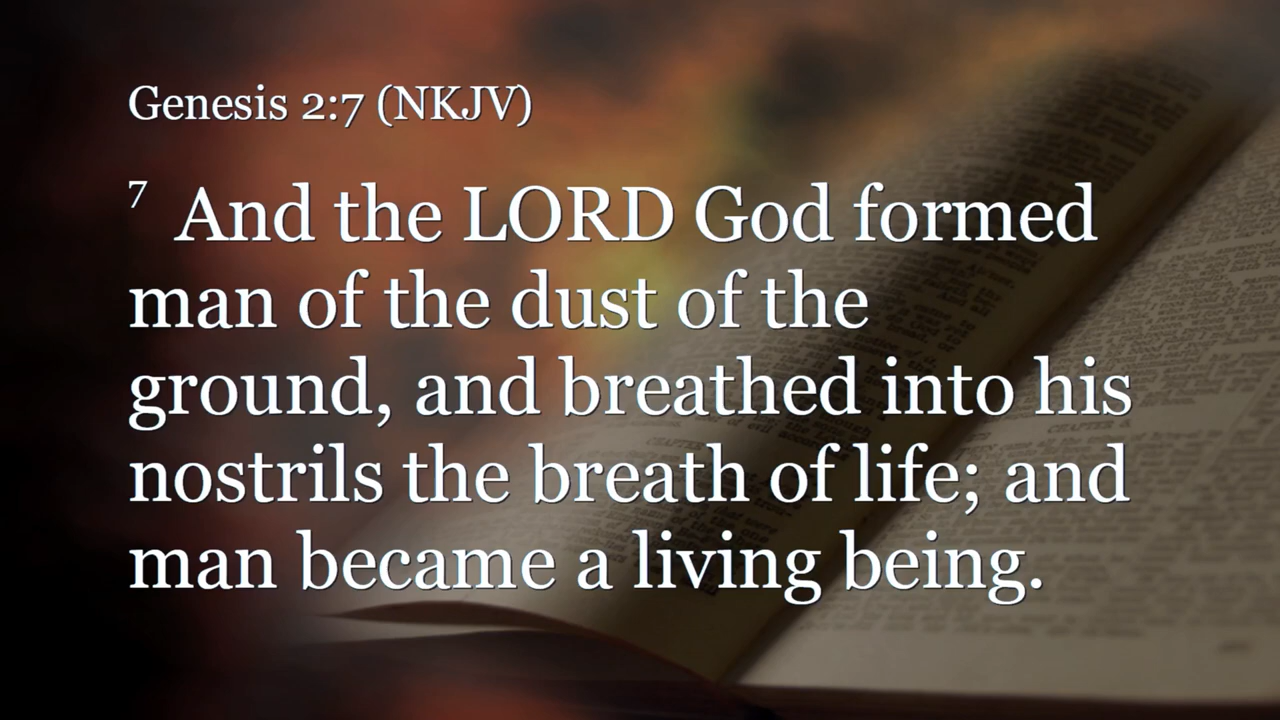 Genesis 2:7 (NKJV)
7 And the LORD God formed
man of the dust of the
ground, and breathed into his
nostrils the breath of life; and
man became a living being.